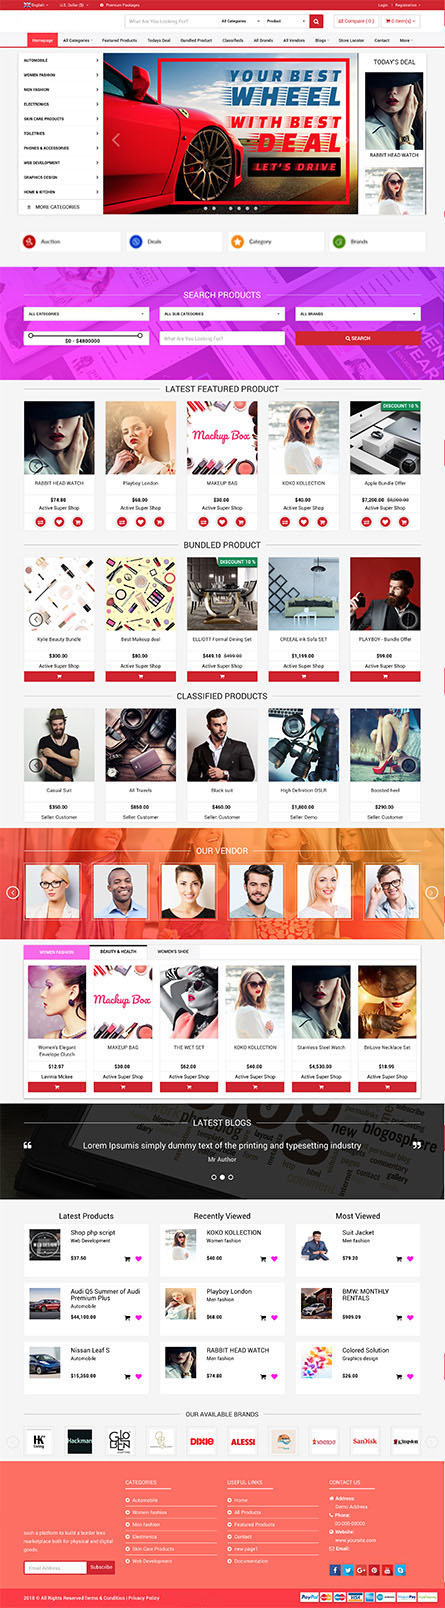 English
U.S. Dollar ($)
Premium Packages
Login
Registration
What Are You Looking For?
All Categories
Product
Compare ( 0 )
0 Item(s)
Homepage
All Categories
Featured Products
Todays Deal
Bundled Product
Classifieds
All Brands
All Vendors
Blogs
Store Locator
Contact
More
AUTOMOBILE
WOMEN FASHION
MEN FASHION
ELECTRONICS
SKIN CARE PRODUCTS
TOILETRIES
PHONES & ACCESSORIES
WEB DEVELOPMENT
GRAPHICS DESIGN
HOME & KITCHEN
MORE CATEGORIES
YOUR BEST
WHEEL
WITH BEST
DEAL
LET'S DRIVE
TODAY'S DEAL
RABBIT HEAD WATCH
Auction
Deals
Category
Brands
SEARCH PRODUCTS
ALL CATEGORIES
ALL SUB CATEGORIES
ALL BRANDS
$0 - $4800000
What Are You Looking For?
SEARCH
LATEST FEATURED PRODUCT
Mackup Box
DISCOUNT 10 %
RABBIT HEAD WATCH
Playboy London
MAKEUP BAG
KOKO KOLLECTION
Apple Bundle Offer
$74.80
$68.00
$30.00
$40.00
$7,200.00 $8,000.00
Active Super Shop
Active Super Shop
Active Super Shop
Active Super Shop
Active Super Shop
BUNDLED PRODUCT
DISCOUNT 10 %
Kylie Beauty Bundle
Best Makeup deal
ELLIOTT Formal Dining Set
CREEAL ink Sofa SET
PLAYBOY - Bundle Offer
$300.00
$80.00
$449.10 $499.00
$1,199.00
$99.00
Active Super Shop
Active Super Shop
Active Super Shop
Active Super Shop
Active Super Shop
CLASSIFIED PRODUCTS
Casual Suit
All Travels
Black suit
High Definition DSLR
Boosted heel
$350.00
$850.00
$460.00
$1,800.00
$290.00
Seller: Customer
Seller: Customer
Seller: Customer
Seller: Demo
Seller: Customer
OUR VENDOR
WOMEN FASHION
BEAUTY & HEALTH
WOMEN'S SHOE
Mackup Box
Women's Elegant
Envelope Clutch
MAKEUP BAG
THE WET SET
KOKO KOLLECTION
Stainless Steel Watch
BnLove Necklace Set
$12.97
$30.00
$62.00
$40.00
$4,530.00
$18.99
Lavinia Mckee
Active Super Shop
Active Super Shop
Active Super Shop
Active Super Shop
Active Super Shop
LATEST BLOGS
Lorem Ipsumis simply dummy text of the printing and typesetting industry
Mr Author
Latest Products
Recently Viewed
Most Viewed
Shop php script
Web Development
$37.50
KOKO KOLLECTION
Women fashion
$40.00
Suit Jacket
Men fashion
$79.20
Audi Q5 Summer of Audi
Premium Plus
Automobile
$44,100.00
Playboy London
Men fashion
$68.00
BMW: MONTHLY
RENTALS
$909.09
Nissan Leaf S
Automobile
$15,350.00
RABBIT HEAD WATCH
Men fashion
$74.80
Colored Solution
Graphics design
$26.00
OUR AVAILABLE BRANDS
HK
Living
Hackman
DIXIE
ALESSI
SanDisk
Kingston
CATEGORIES
USEFUL LINKS
CONTACT US
Automobile
Women fashion
Men fashion
Electronics
Skin Care Products
Web Development
Home
All Products
Featured Products
Contact
new page1
Documentation
Address:
Demo Address
Phone:
00-000-00000
Website:
www.yoursite.com
Email:
such a platform to build a border less
marketplace both for physical and digital
goods.
Email Address
Subscribe
2018 © All Rights Reserved Terms & Condition | Privacy Policy
PayPal
VISA